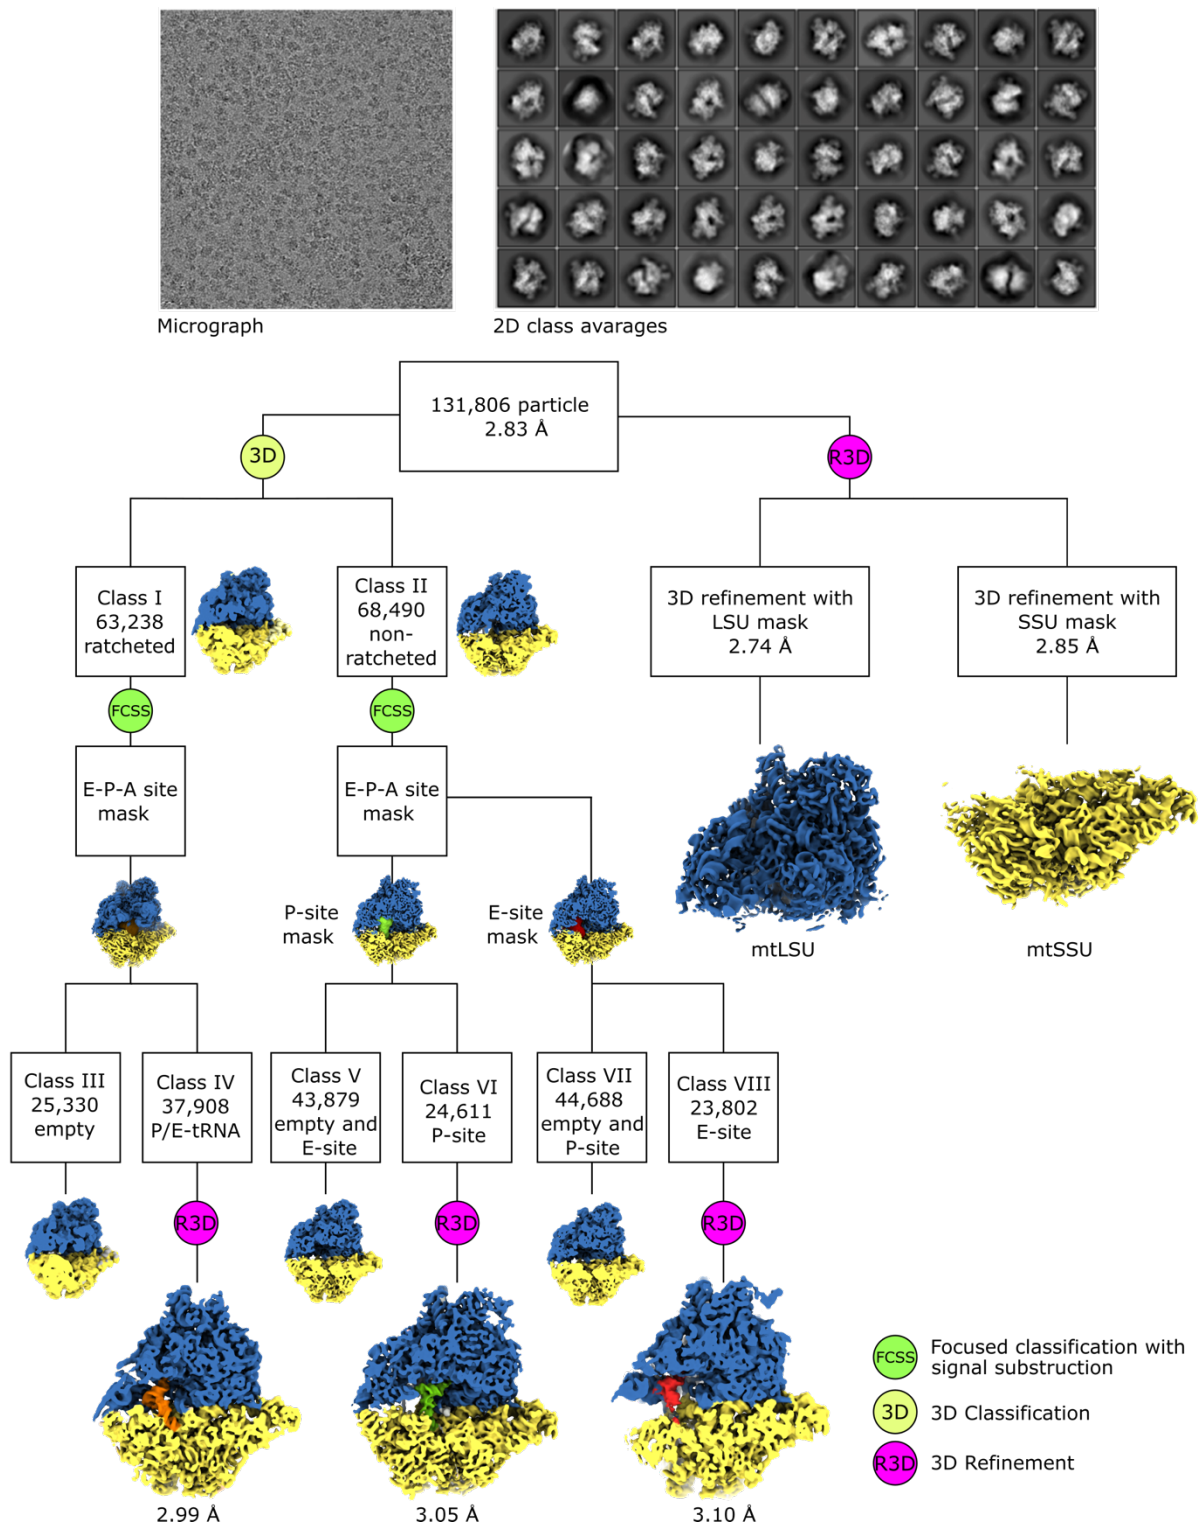 Micrograph
2D class avarages
131,806 particle
2.83 Å
3D
R3D
Class I
63,238
ratcheted
Class II
68,490
non-
ratcheted
3D refinement with
LSU mask
2.74 Å
3D refinement with
SSU mask
2.85 Å
FCSS
FCSS
E-P-A site
mask
E-P-A site
mask
P-site
mask
E-site
mask
mtLSU
mtSSU
Class III
25,330
empty
Class IV
37,908
P/E-tRNA
Class V
43,879
empty and
E-site
Class VI
24,611
P-site
Class VII
44,688
empty and
P-site
Class VIII
23,802
E-site
R3D
R3D
R3D
2.99 Å
3.05 Å
3.10 Å
FCSS
Focused classification with
signal substruction
3D
3D Classification
R3D
3D Refinement